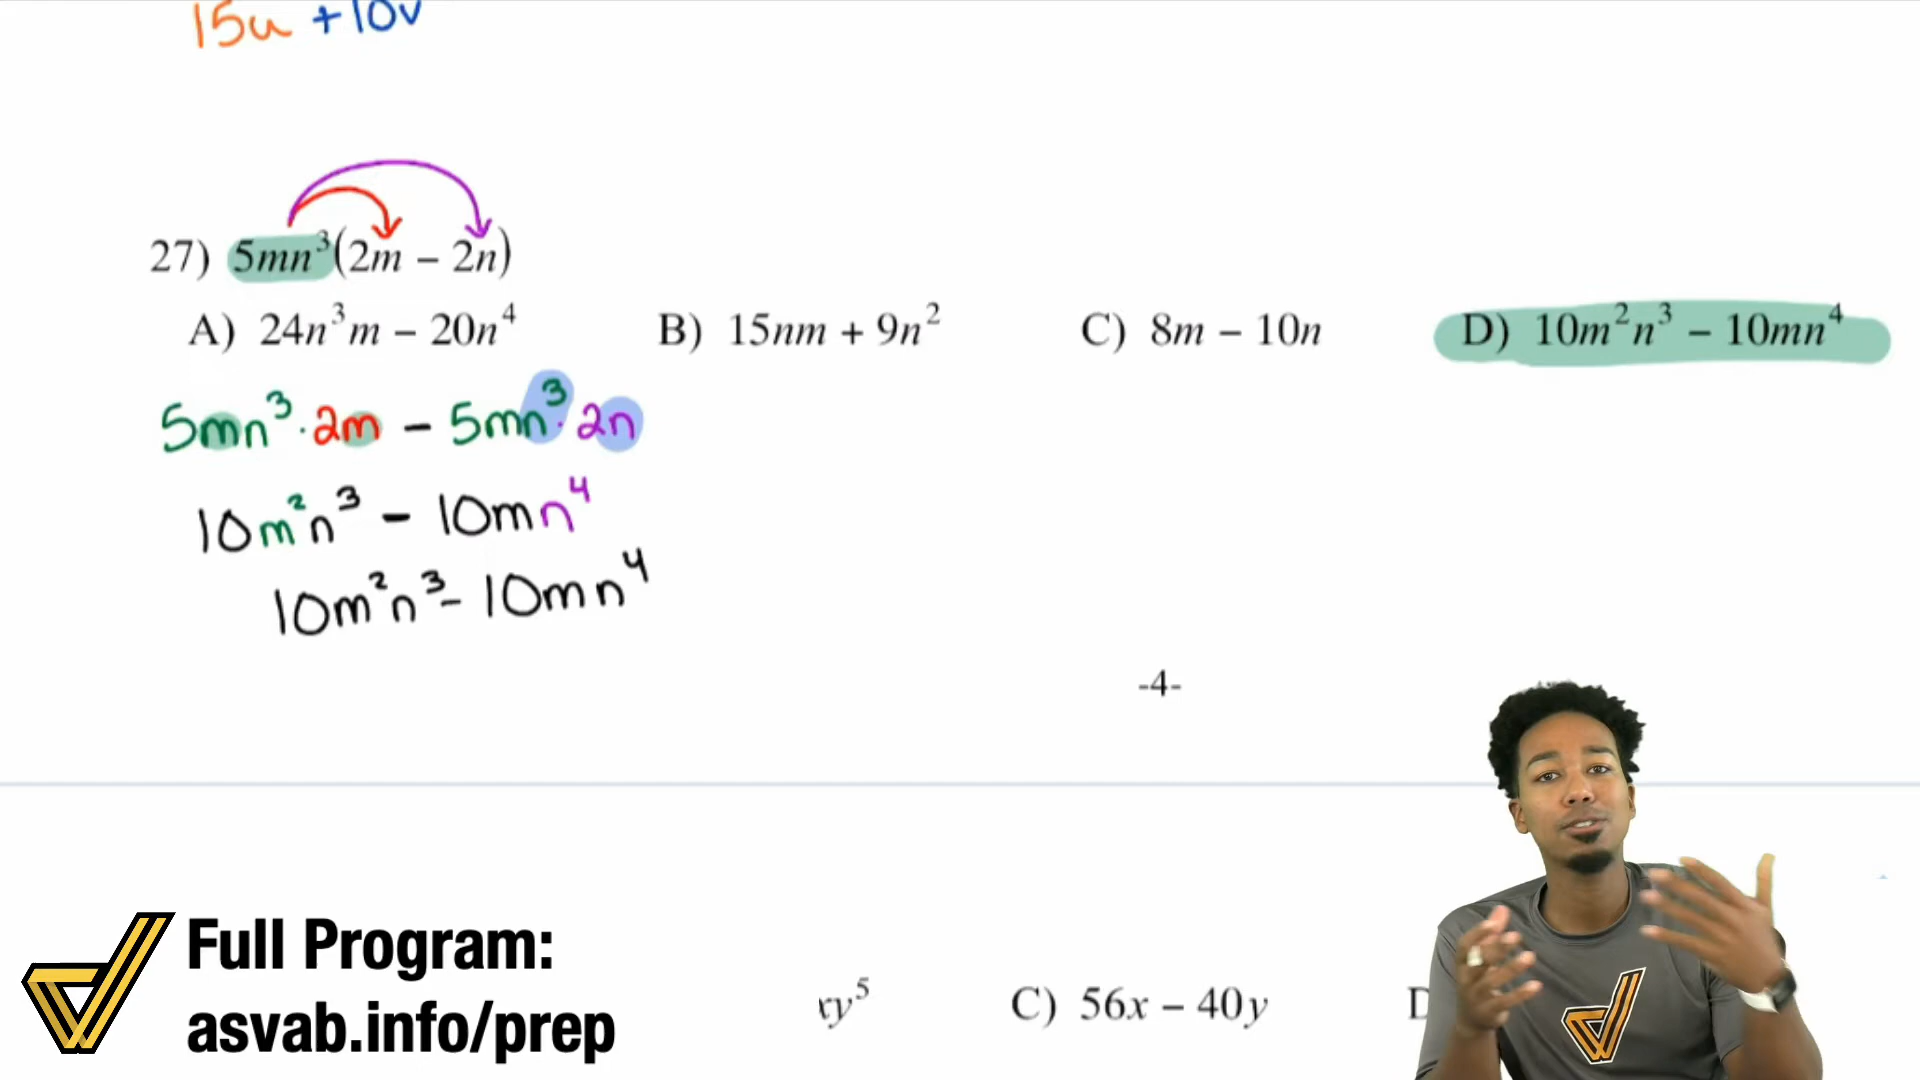 15u +10v
27) 5mn³(2m − 2n)
A) 24n³m − 20n⁴ B) 15nm + 9n² C) 8m − 10n D) 10m²n³ − 10mn⁴
5mn³ · 2m − 5mn³ · 2n
10m²n³ − 10mn⁴
10m²n³ − 10mn⁴
-4-
Full Program:
asvab.info/prep
y⁵ C) 56x − 40y